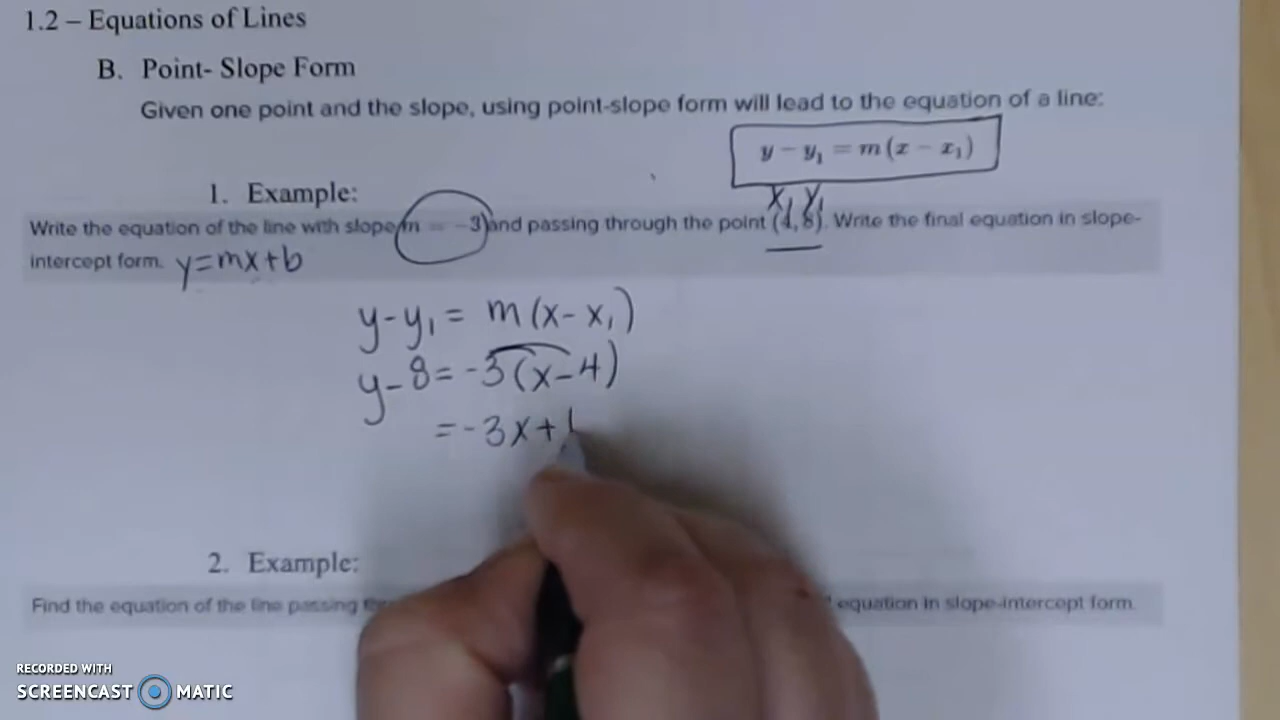 1.2 – Equations of Lines
B. Point- Slope Form
Given one point and the slope, using point-slope form will lead to the equation of a line:
y − y₁ = m (x − x₁)
1. Example:
x₁ y₁
Write the equation of the line with slope m = −3 and passing through the point (4, 8). Write the final equation in slope-
intercept form. y=mx+b
y-y₁ = m(x-x₁)
y-8 = -3(x-4)
= -3x+
2. Example:
Find the equation of the line passing equation in slope-intercept form.
RECORDED WITH
SCREENCAST MATIC